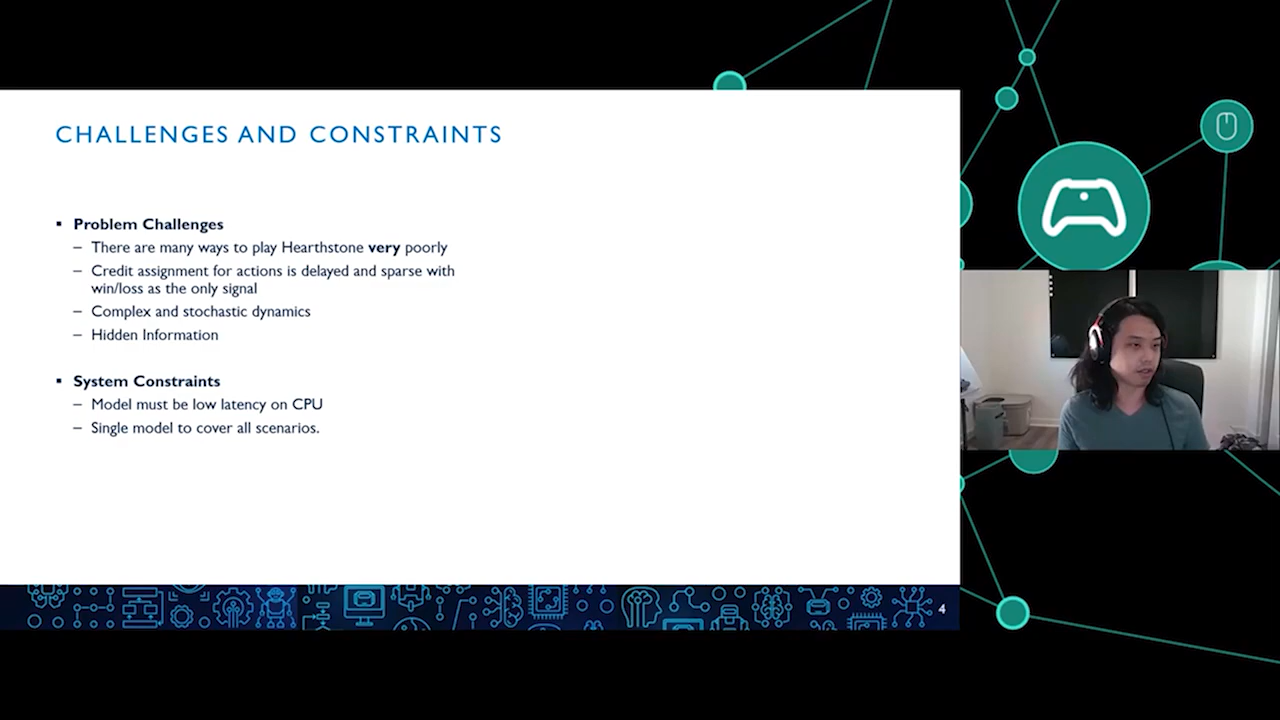 CHALLENGES AND CONSTRAINTS
▪ Problem Challenges
– There are many ways to play Hearthstone very poorly
– Credit assignment for actions is delayed and sparse with
win/loss as the only signal
– Complex and stochastic dynamics
– Hidden Information
▪ System Constraints
– Model must be low latency on CPU
– Single model to cover all scenarios.
4